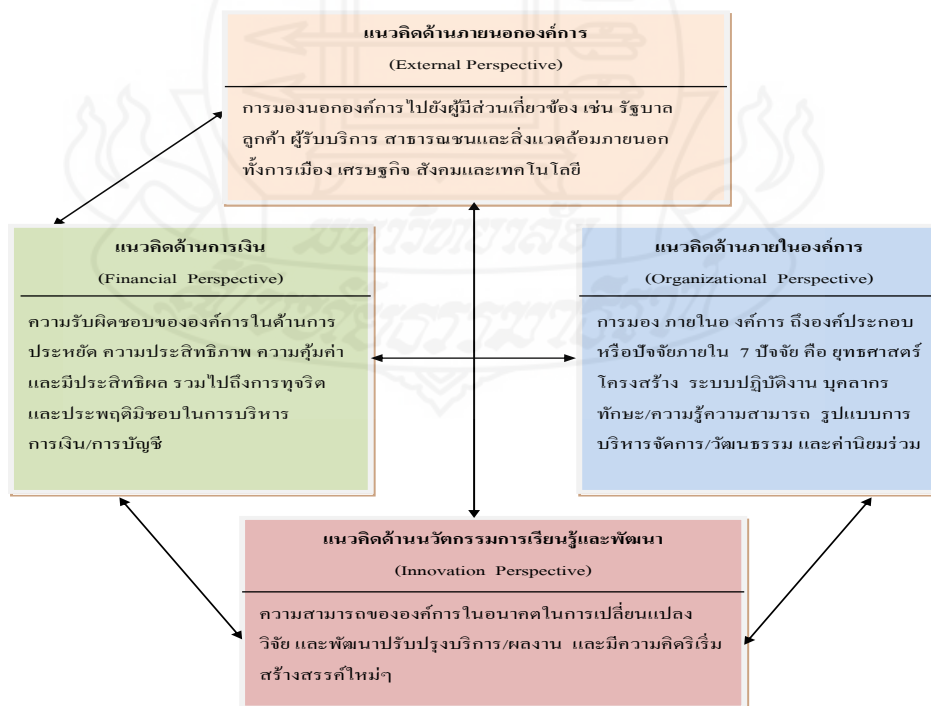 แนวคิดด้านภายนอกองค์การ
(External Perspective)
การมองนอกองค์การไปยังผู้มีส่วนเกี่ยวข้อง เช่น รัฐบาล
ลูกค้า ผู้รับบริการ สาธารณชนและสิ่งแวดล้อมภายนอก
ทั้งการเมือง เศรษฐกิจ สังคมและเทคโนโลยี
แนวคิดด้านการเงิน
(Financial Perspective)
ความรับผิดชอบขององค์การในด้านการ
ประหยัด ความประสิทธิภาพ ความคุ้มค่า
และมีประสิทธิผล รวมไปถึงการทุจริต
และประพฤติมิชอบในการบริหาร
การเงิน/การบัญชี
แนวคิดด้านภายในองค์การ
(Organizational Perspective)
การมอง ภายในอ งค์การ ถึงองค์ประกอบ
หรือปัจจัยภายใน 7 ปัจจัย คือ ยุทธศาสตร์
โครงสร้าง ระบบปฏิบัติงาน บุคลากร
ทักษะ/ความรู้ความสามารถ รูปแบบการ
บริหารจัดการ/วัฒนธรรม และค่านิยมร่วม
แนวคิดด้านนวัตกรรมการเรียนรู้และพัฒนา
(Innovation Perspective)
ความสามารถขององค์การในอนาคตในการเปลี่ยนแปลง
วิจัย และพัฒนาปรับปรุงบริการ/ผลงาน และมีความคิดริเริ่ม
สร้างสรรค์ใหม่ๆ
มหาวิทยาลัย
สุโขทัยธรรมาธิราช